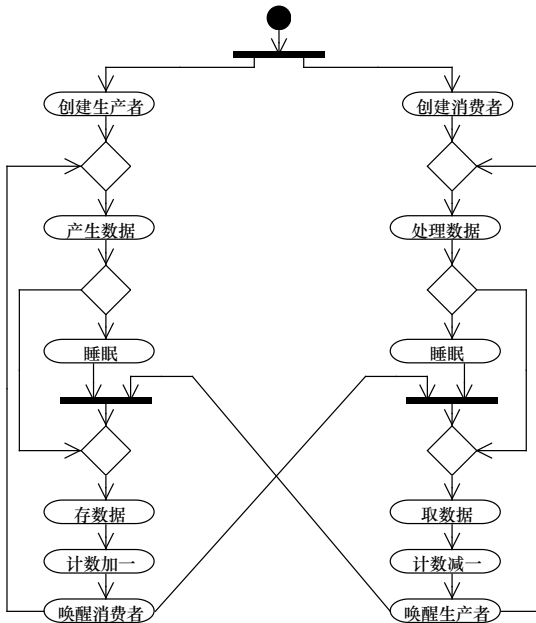 创建生产者
创建消费者
产生数据
处理数据
睡眠
睡眠
存数据
取数据
计数加一
计数减一
唤醒消费者
唤醒生产者